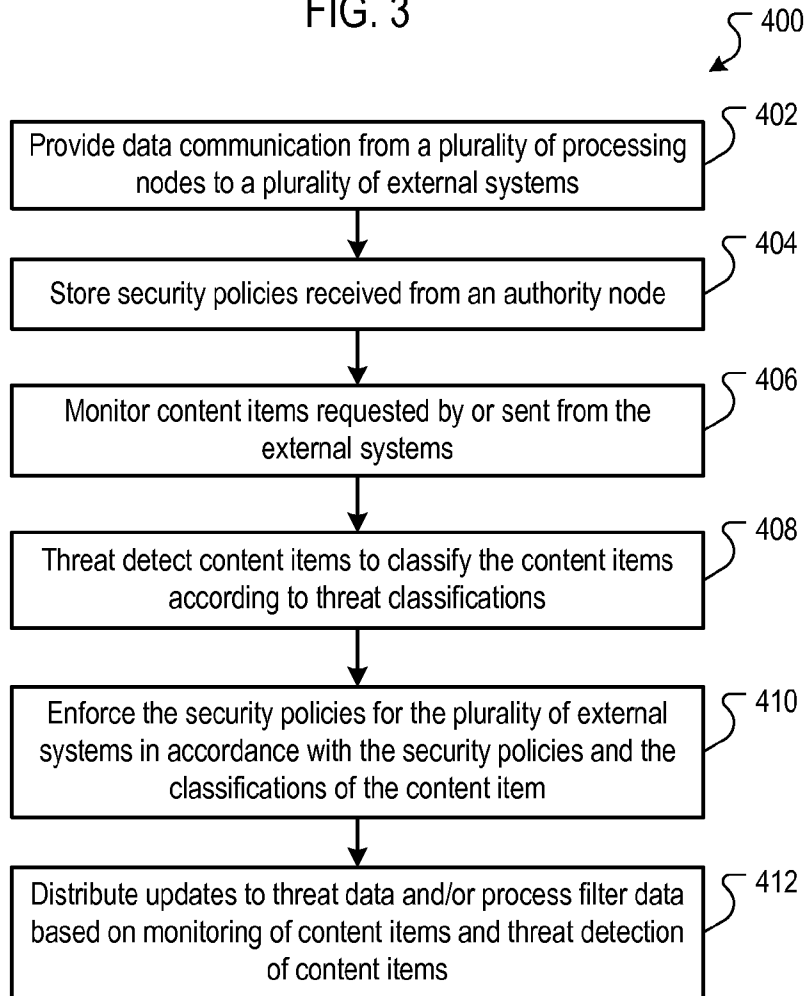 FIG. 3
400
402
Provide data communication from a plurality of processing
nodes to a plurality of external systems
404
Store security policies received from an authority node
406
Monitor content items requested by or sent from the
external systems
408
Threat detect content items to classify the content items
according to threat classifications
410
Enforce the security policies for the plurality of external
systems in accordance with the security policies and the
classifications of the content item
412
Distribute updates to threat data and/or process filter data
based on monitoring of content items and threat detection
of content items